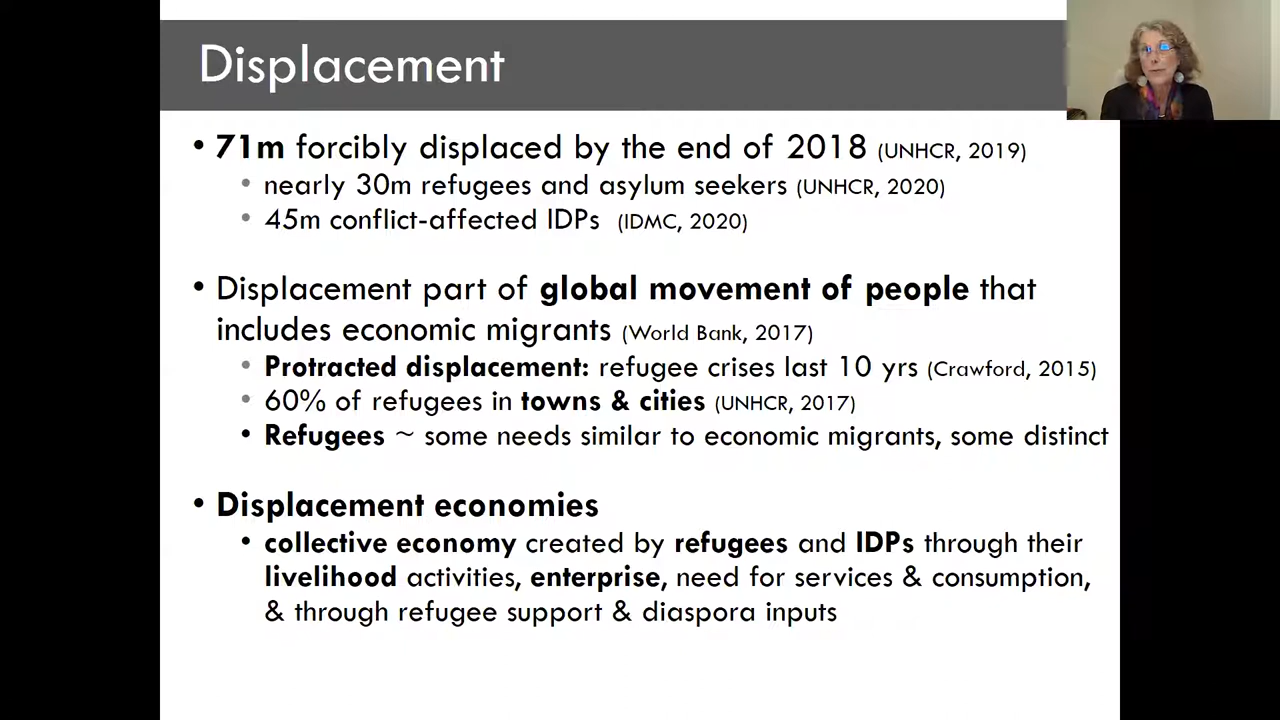 Displacement
• 71m forcibly displaced by the end of 2018 (UNHCR, 2019)
• nearly 30m refugees and asylum seekers (UNHCR, 2020)
• 45m conflict-affected IDPs (IDMC, 2020)
• Displacement part of global movement of people that
includes economic migrants (World Bank, 2017)
• Protracted displacement: refugee crises last 10 yrs (Crawford, 2015)
• 60% of refugees in towns & cities (UNHCR, 2017)
• Refugees ~ some needs similar to economic migrants, some distinct
• Displacement economies
• collective economy created by refugees and IDPs through their
livelihood activities, enterprise, need for services & consumption,
& through refugee support & diaspora inputs